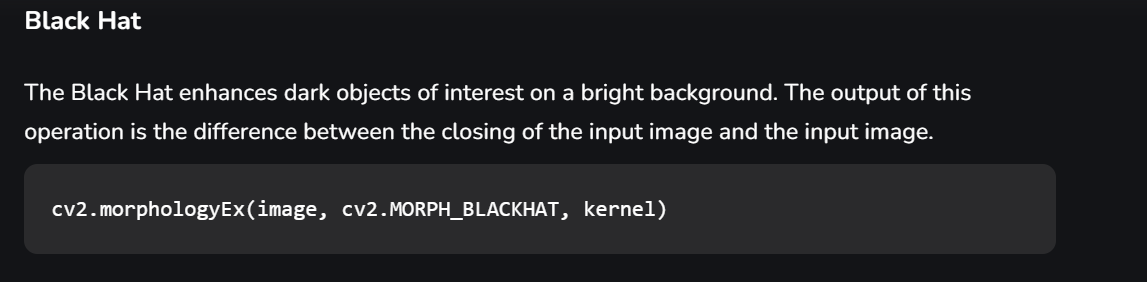 Black Hat
The Black Hat enhances dark objects of interest on a bright background. The output of this
operation is the difference between the closing of the input image and the input image.
cv2.morphologyEx(image, cv2.MORPH_BLACKHAT, kernel)